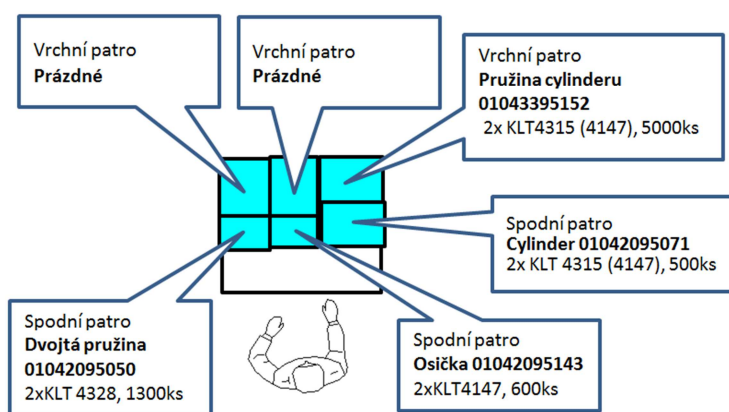 Vrchní patro
Prázdné
Vrchní patro
Prázdné
Vrchní patro
Pružina cylinderu
01043395152
2x KLT4315 (4147), 5000ks
Spodní patro
Cylinder 01042095071
2x KLT 4315 (4147), 500ks
Spodní patro
Dvojtá pružina
01042095050
2xKLT 4328, 1300ks
Spodní patro
Osička 01042095143
2xKLT4147, 600ks